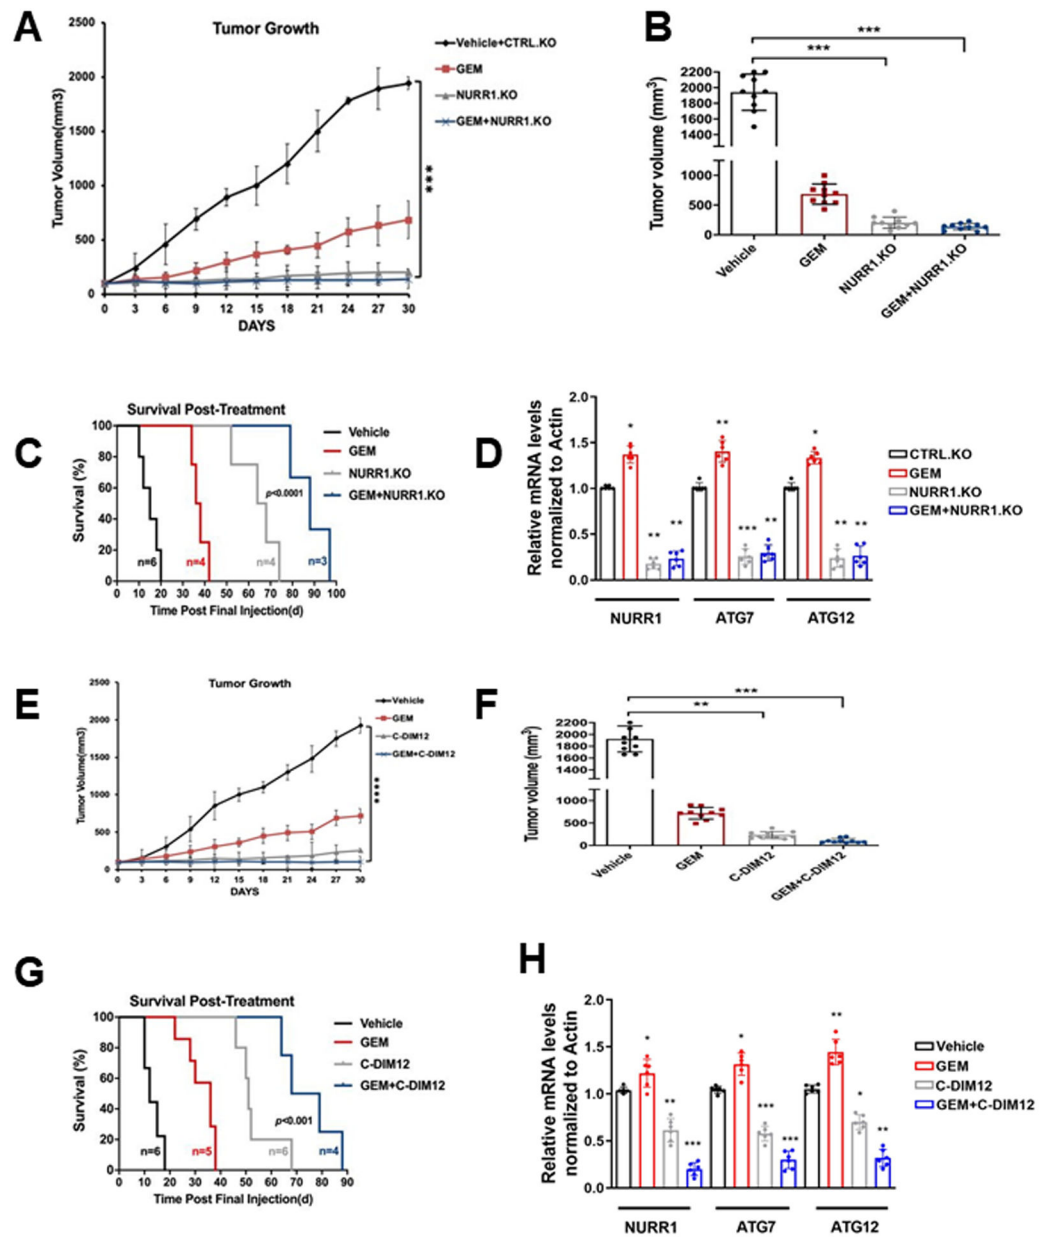 A
Tumor Growth
Tumor Volume(mm3)
2500
2000
1500
1000
500
0
0 3 6 9 12 15 18 21 24 27 30
DAYS
Vehicle+CTRL.KO
GEM
NURR1.KO
GEM+NURR1.KO
***
B
***
***
Tumor volume (mm³)
2200
2000
1800
1600
1400
1000
500
0
Vehicle
GEM
NURR1.KO
GEM+NURR1.KO
C
Survival Post-Treatment
Survival (%)
100
80
60
40
20
0
0 10 20 30 40 50 60 70 80 90 100
Time Post Final Injection(d)
n=6 n=4 n=4 n=3
p<0.0001
Vehicle
GEM
NURR1.KO
GEM+NURR1.KO
D
Relative mRNA levels
normalized to Actin
2.0
1.5
1.0
0.5
0.0
* ** *
** ** *** ** ** **
NURR1 ATG7 ATG12
CTRL.KO
GEM
NURR1.KO
GEM+NURR1.KO
E
Tumor Growth
Tumor Volume(mm3)
2500
2000
1500
1000
500
0
0 3 6 9 12 15 18 21 24 27 30
DAYS
Vehicle
GEM
C-DIM12
GEM+C-DIM12
****
F
***
**
Tumor volume (mm³)
2200
2000
1800
1600
1400
1000
500
0
Vehicle
GEM
C-DIM12
GEM+C-DIM12
G
Survival Post-Treatment
Survival (%)
100
80
60
40
20
0
0 10 20 30 40 50 60 70 80 90
Time Post Final Injection(d)
n=6 n=5 n=6 n=4
p<0.001
Vehicle
GEM
C-DIM12
GEM+C-DIM12
H
Relative mRNA levels
normalized to Actin
2.0
1.5
1.0
0.5
0.0
* ** *** * *** *** ** * **
NURR1 ATG7 ATG12
Vehicle
GEM
C-DIM12
GEM+C-DIM12